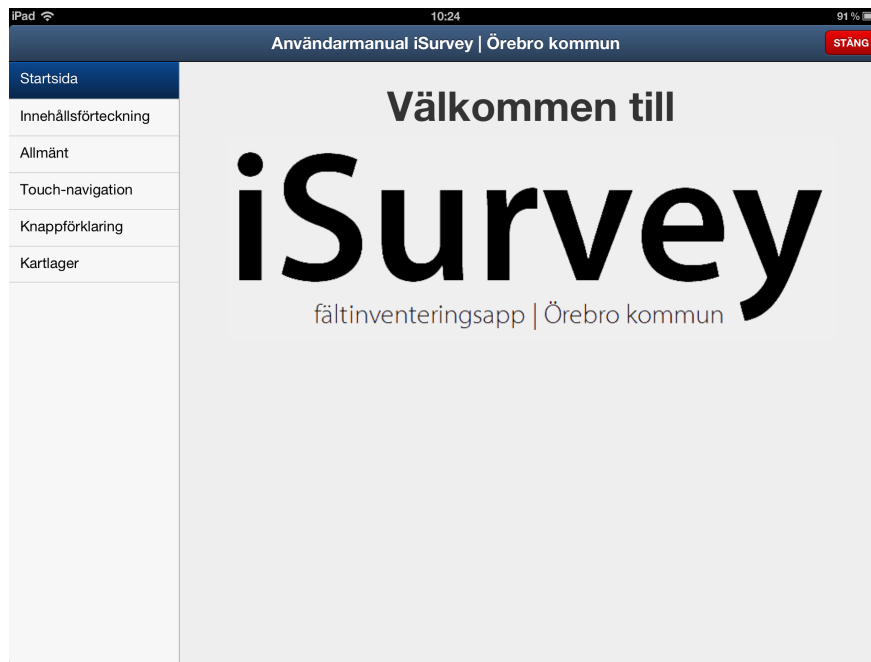 iPad 10:24 91 %
Användarmanual iSurvey | Örebro kommun
STÄNG
Startsida
Innehållsförteckning
Allmänt
Touch-navigation
Knappförklaring
Kartlager
Välkommen till
iSurvey
fältinventeringsapp | Örebro kommun